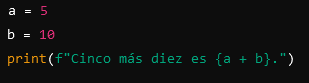 a = 5
b = 10
print(f"Cinco más diez es {a + b}.")